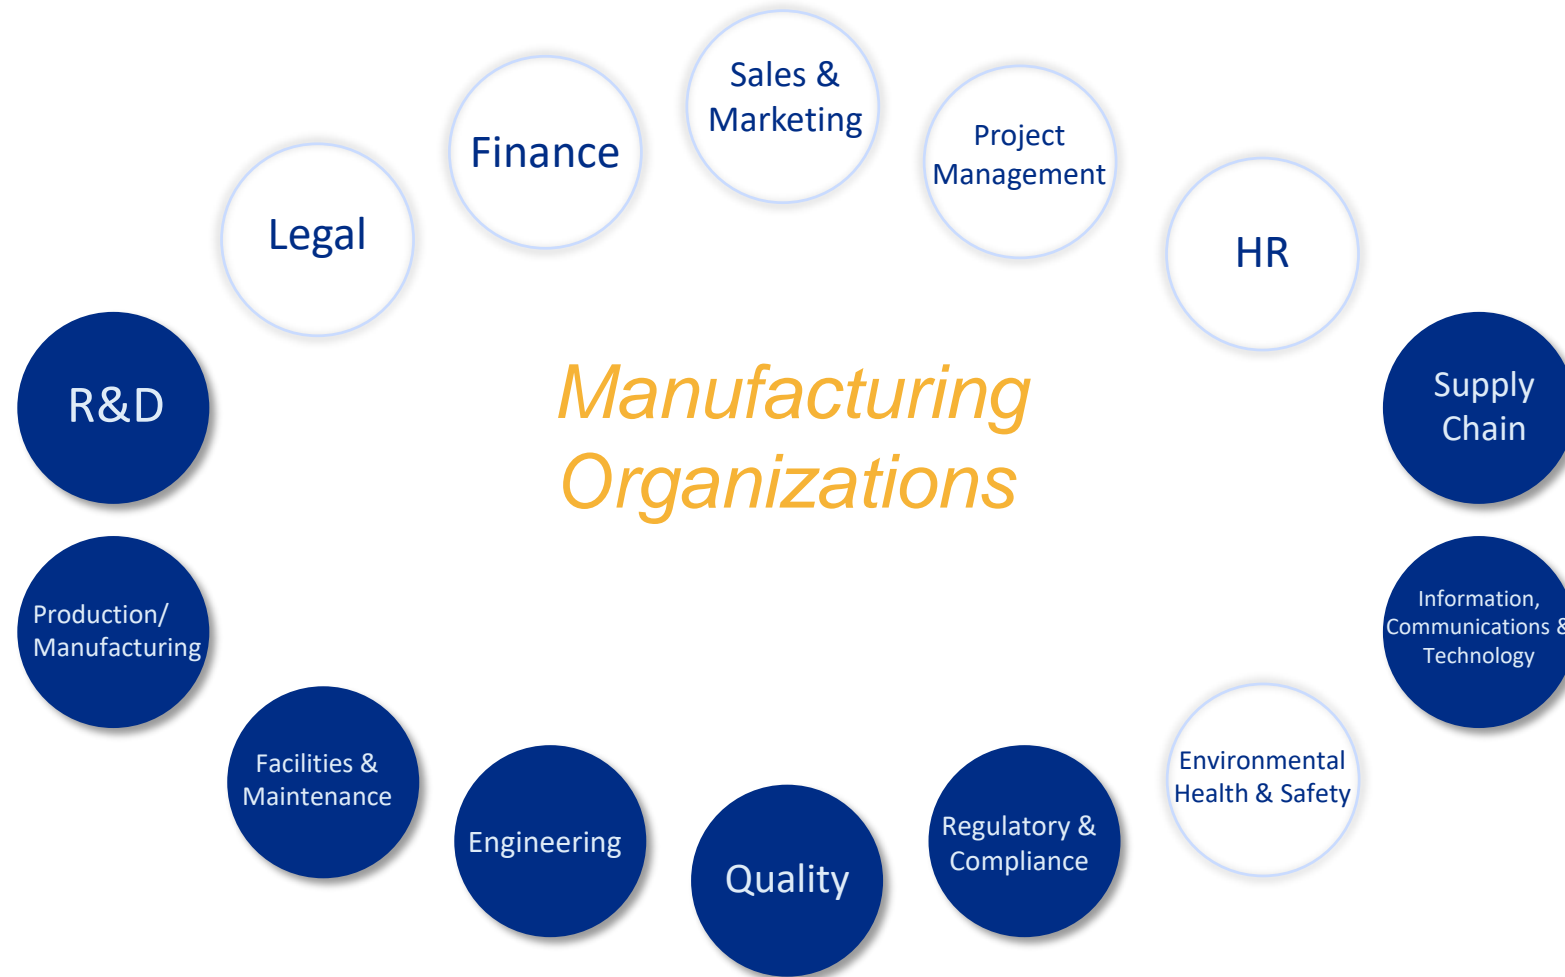 Sales &
Marketing
Finance
Project
Management
Legal
HR
Manufacturing
Organizations
R&D
Supply
Chain
Production/
Manufacturing
Information,
Communications &
Technology
Facilities &
Maintenance
Environmental
Health & Safety
Engineering
Quality
Regulatory &
Compliance